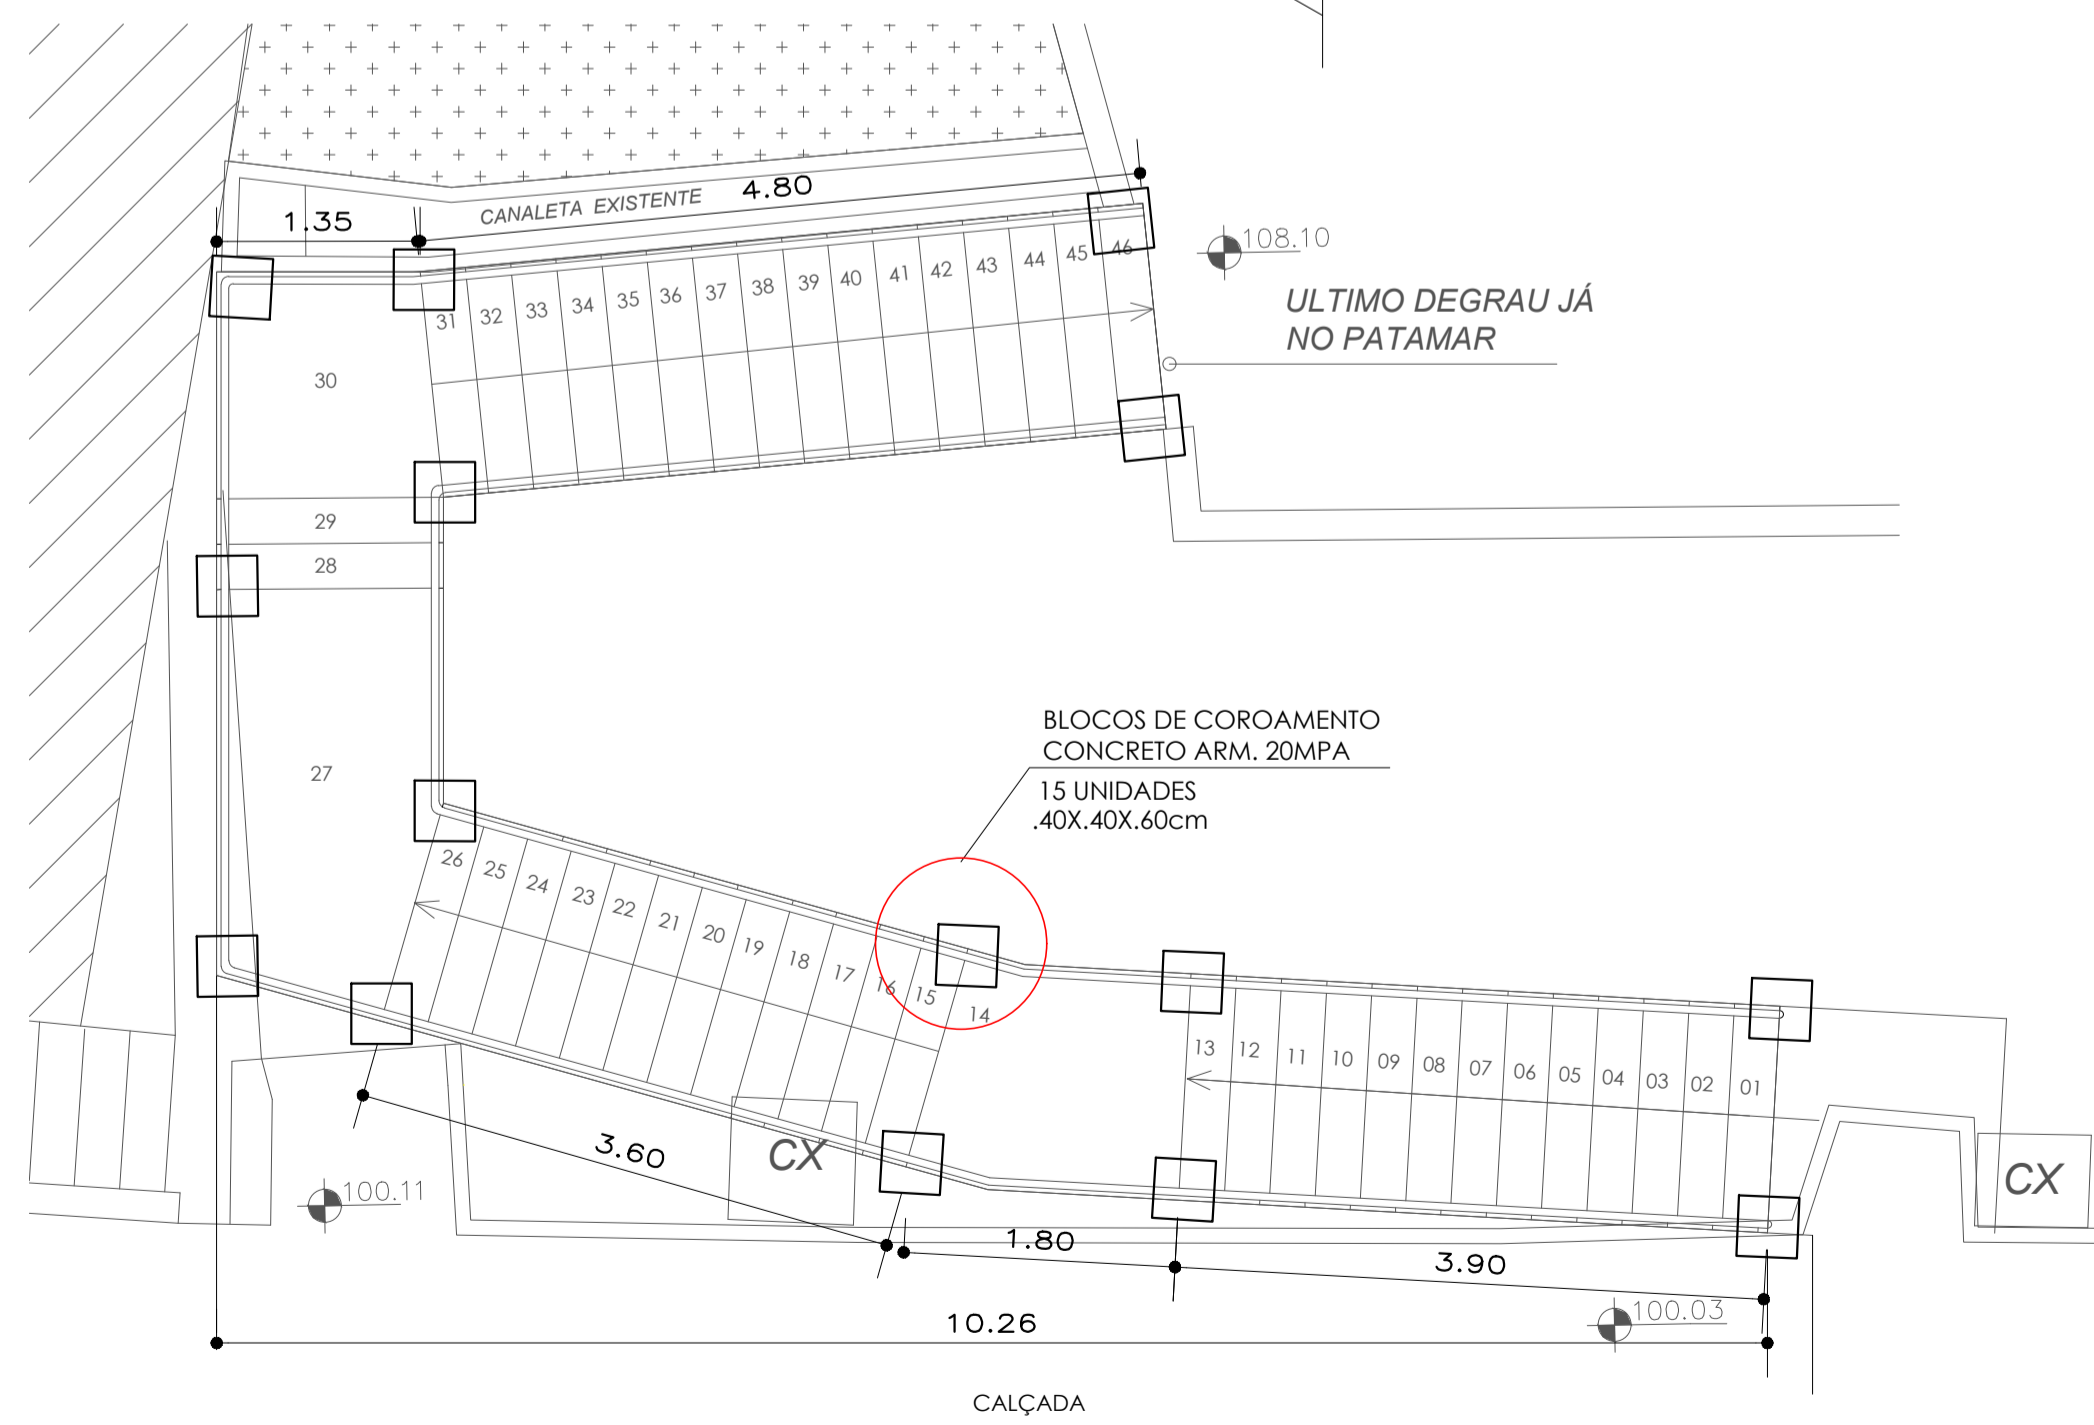 4.80
1.35
CANALETA EXISTENTE
108.10
ULTIMO DEGRAU JÁ
NO PATAMAR
31 32 33 34 35 36 37 38 39 40 41 42 43 44 45 46
30
29
28
27
BLOCOS DE COROAMENTO
CONCRETO ARM. 20MPA
15 UNIDADES
.40X.40X.60cm
26 25 24 23 22 21 20 19 18 17 16 15 14
13 12 11 10 09 08 07 06 05 04 03 02 01
3.60
CX
CX
100.11
1.80
3.90
100.03
10.26
CALÇADA